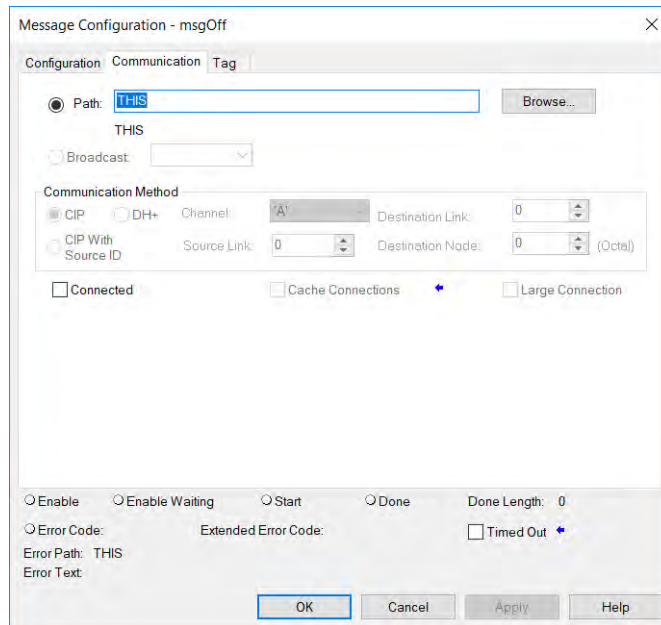 Message Configuration - msgOff
Configuration Communication Tag
Path: THIS Browse...
THIS
Broadcast:
Communication Method
CIP DH+ Channel: 'A' Destination Link: 0
CIP With Source ID Source Link: 0 Destination Node: 0 (Octal)
Connected Cache Connections Large Connection
Enable Enable Waiting Start Done Done Length: 0
Error Code: Extended Error Code: Timed Out
Error Path: THIS
Error Text:
OK Cancel Apply Help